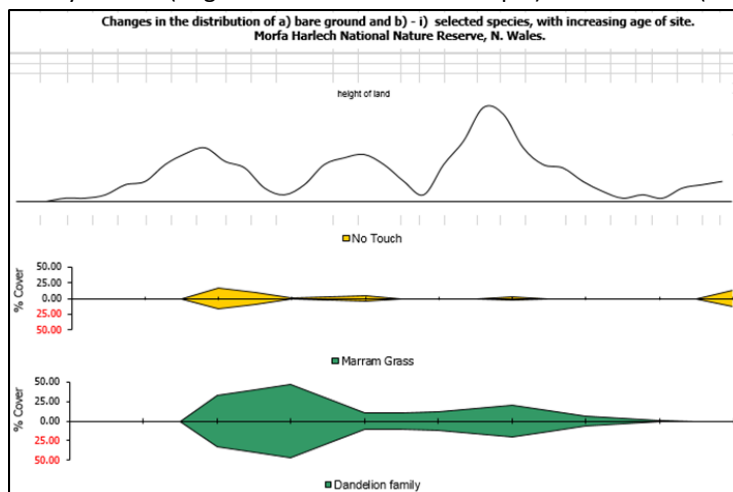 Changes in the distribution of a) bare ground and b) - i) selected species, with increasing age of site.
Morfa Harlech National Nature Reserve, N. Wales.
height of land
No Touch
50.00
25.00
0.00
25.00
50.00
% Cover
Marram Grass
50.00
25.00
0.00
25.00
50.00
% Cover
Dandelion family